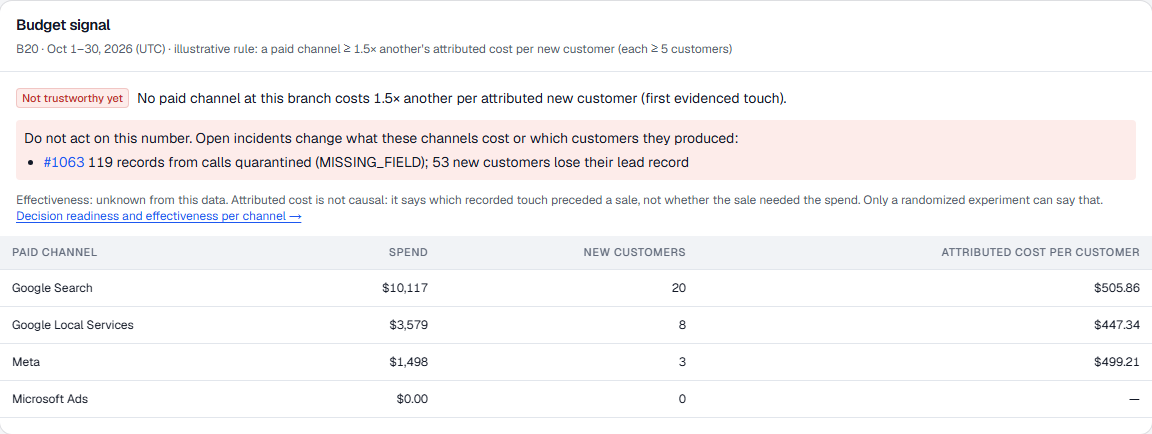 Budget signal
B20 · Oct 1–30, 2026 (UTC) · illustrative rule: a paid channel ≥ 1.5× another's attributed cost per new customer (each ≥ 5 customers)
Not trustworthy yet No paid channel at this branch costs 1.5× another per attributed new customer (first evidenced touch).
Do not act on this number. Open incidents change what these channels cost or which customers they produced:
• #1063 119 records from calls quarantined (MISSING_FIELD); 53 new customers lose their lead record
Effectiveness: unknown from this data. Attributed cost is not causal: it says which recorded touch preceded a sale, not whether the sale needed the spend. Only a randomized experiment can say that.
Decision readiness and effectiveness per channel →
PAID CHANNEL SPEND NEW CUSTOMERS ATTRIBUTED COST PER CUSTOMER
Google Search $10,117 20 $505.86
Google Local Services $3,579 8 $447.34
Meta $1,498 3 $499.21
Microsoft Ads $0.00 0 —